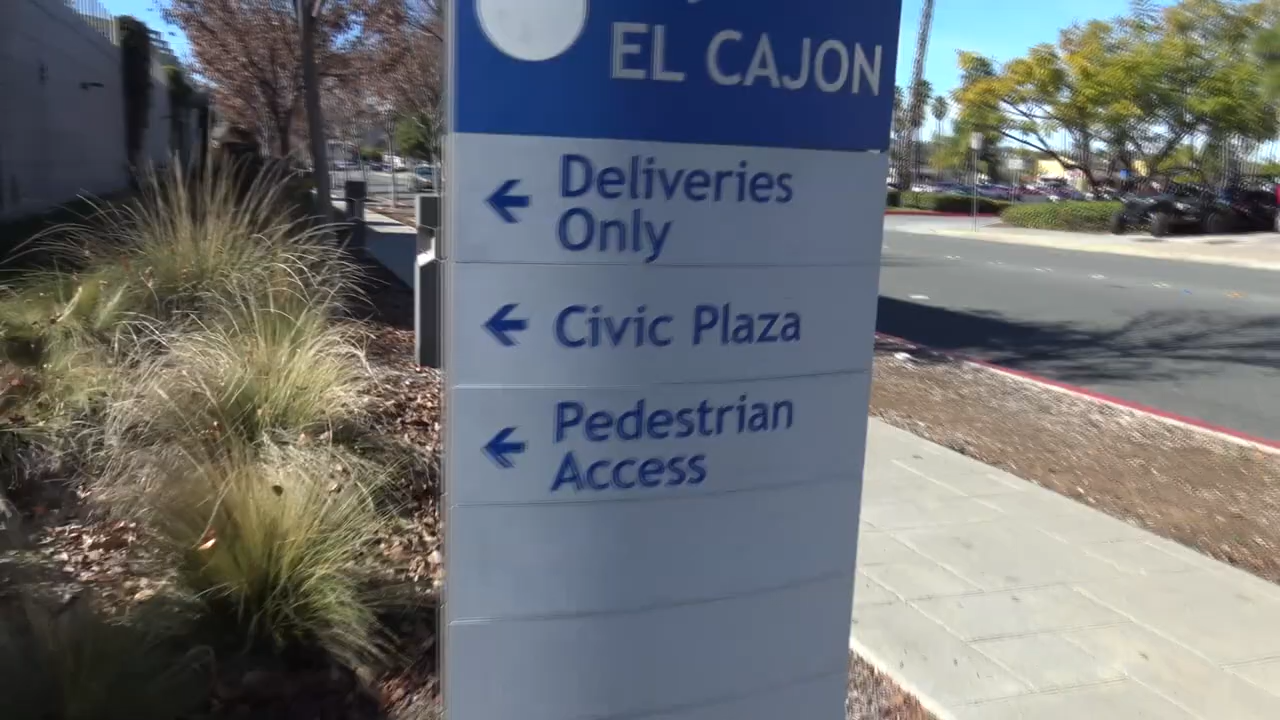 EL CAJON
Deliveries
Only
Civic Plaza
Pedestrian
Access